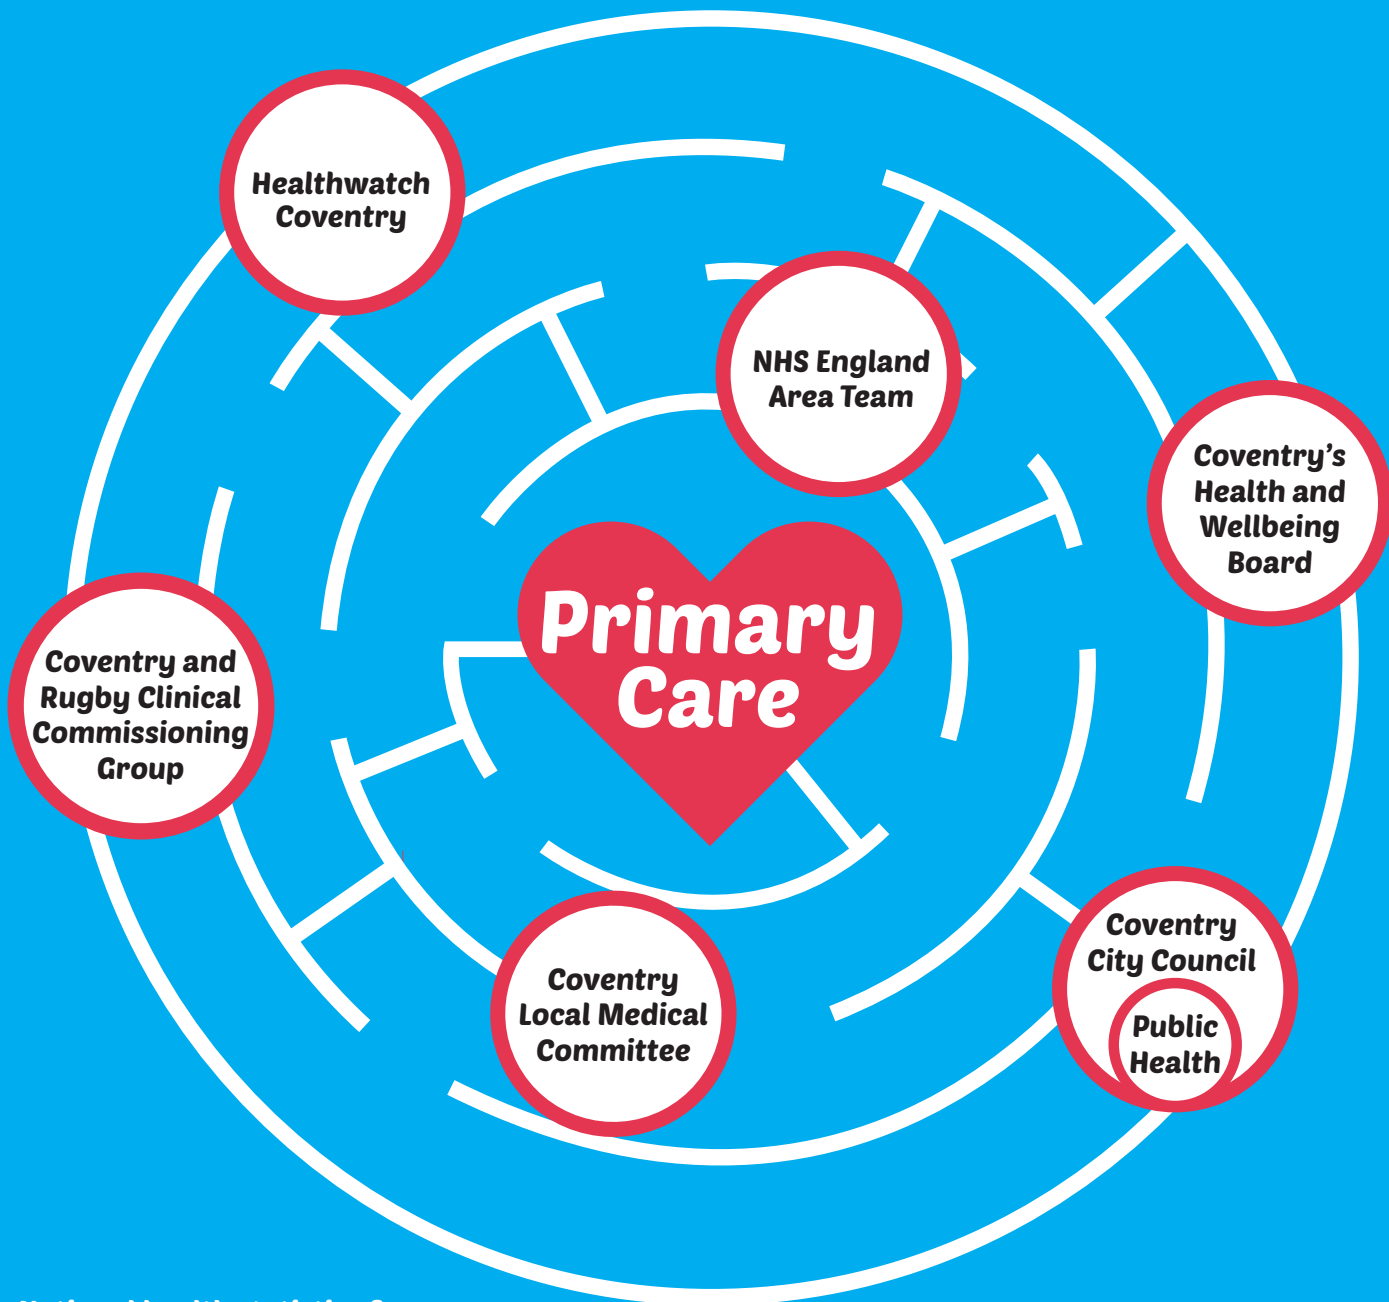 Healthwatch
Coventry
NHS England
Area Team
Coventry’s
Health and
Wellbeing
Board
Primary
Care
Coventry and
Rugby Clinical
Commissioning
Group
Coventry
Local Medical
Committee
Coventry
City Council
Public
Health